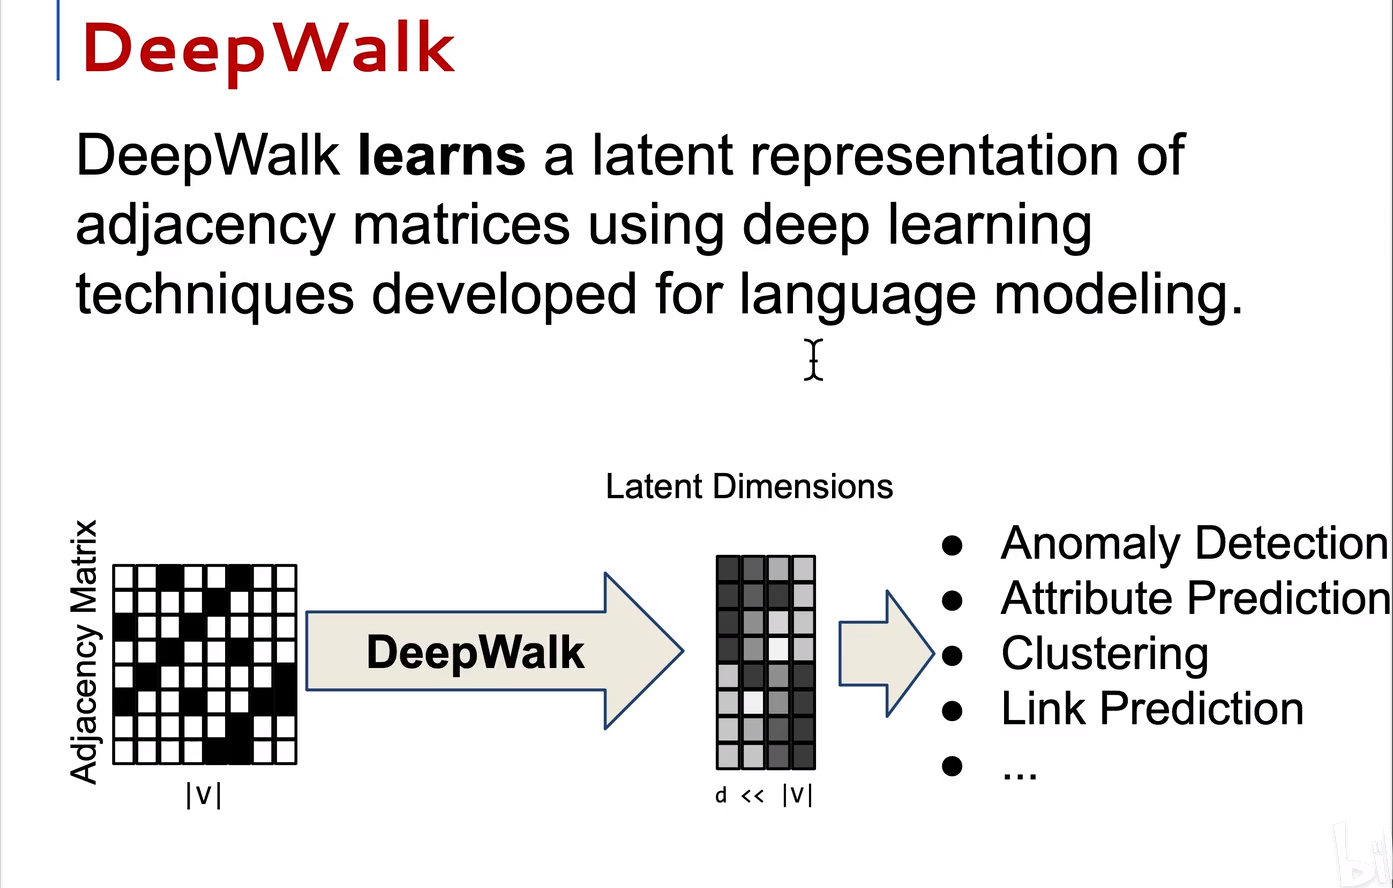 DeepWalk
DeepWalk learns a latent representation of
adjacency matrices using deep learning
techniques developed for language modeling.
Latent Dimensions
Adjacency Matrix
DeepWalk
|V|
d << |V|
● Anomaly Detection
● Attribute Prediction
● Clustering
● Link Prediction
● ...